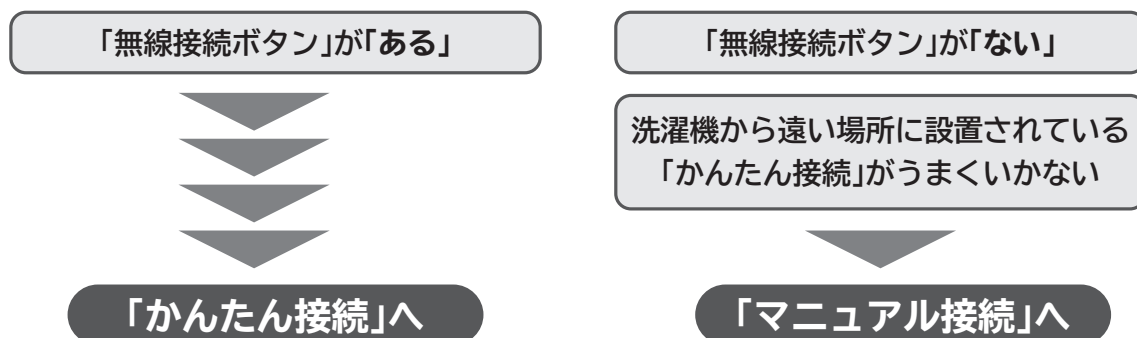 「無線接続ボタン」が「ある」
「かんたん接続」へ
「無線接続ボタン」が「ない」
洗濯機から遠い場所に設置されている
「かんたん接続」がうまくいかない
「マニュアル接続」へ